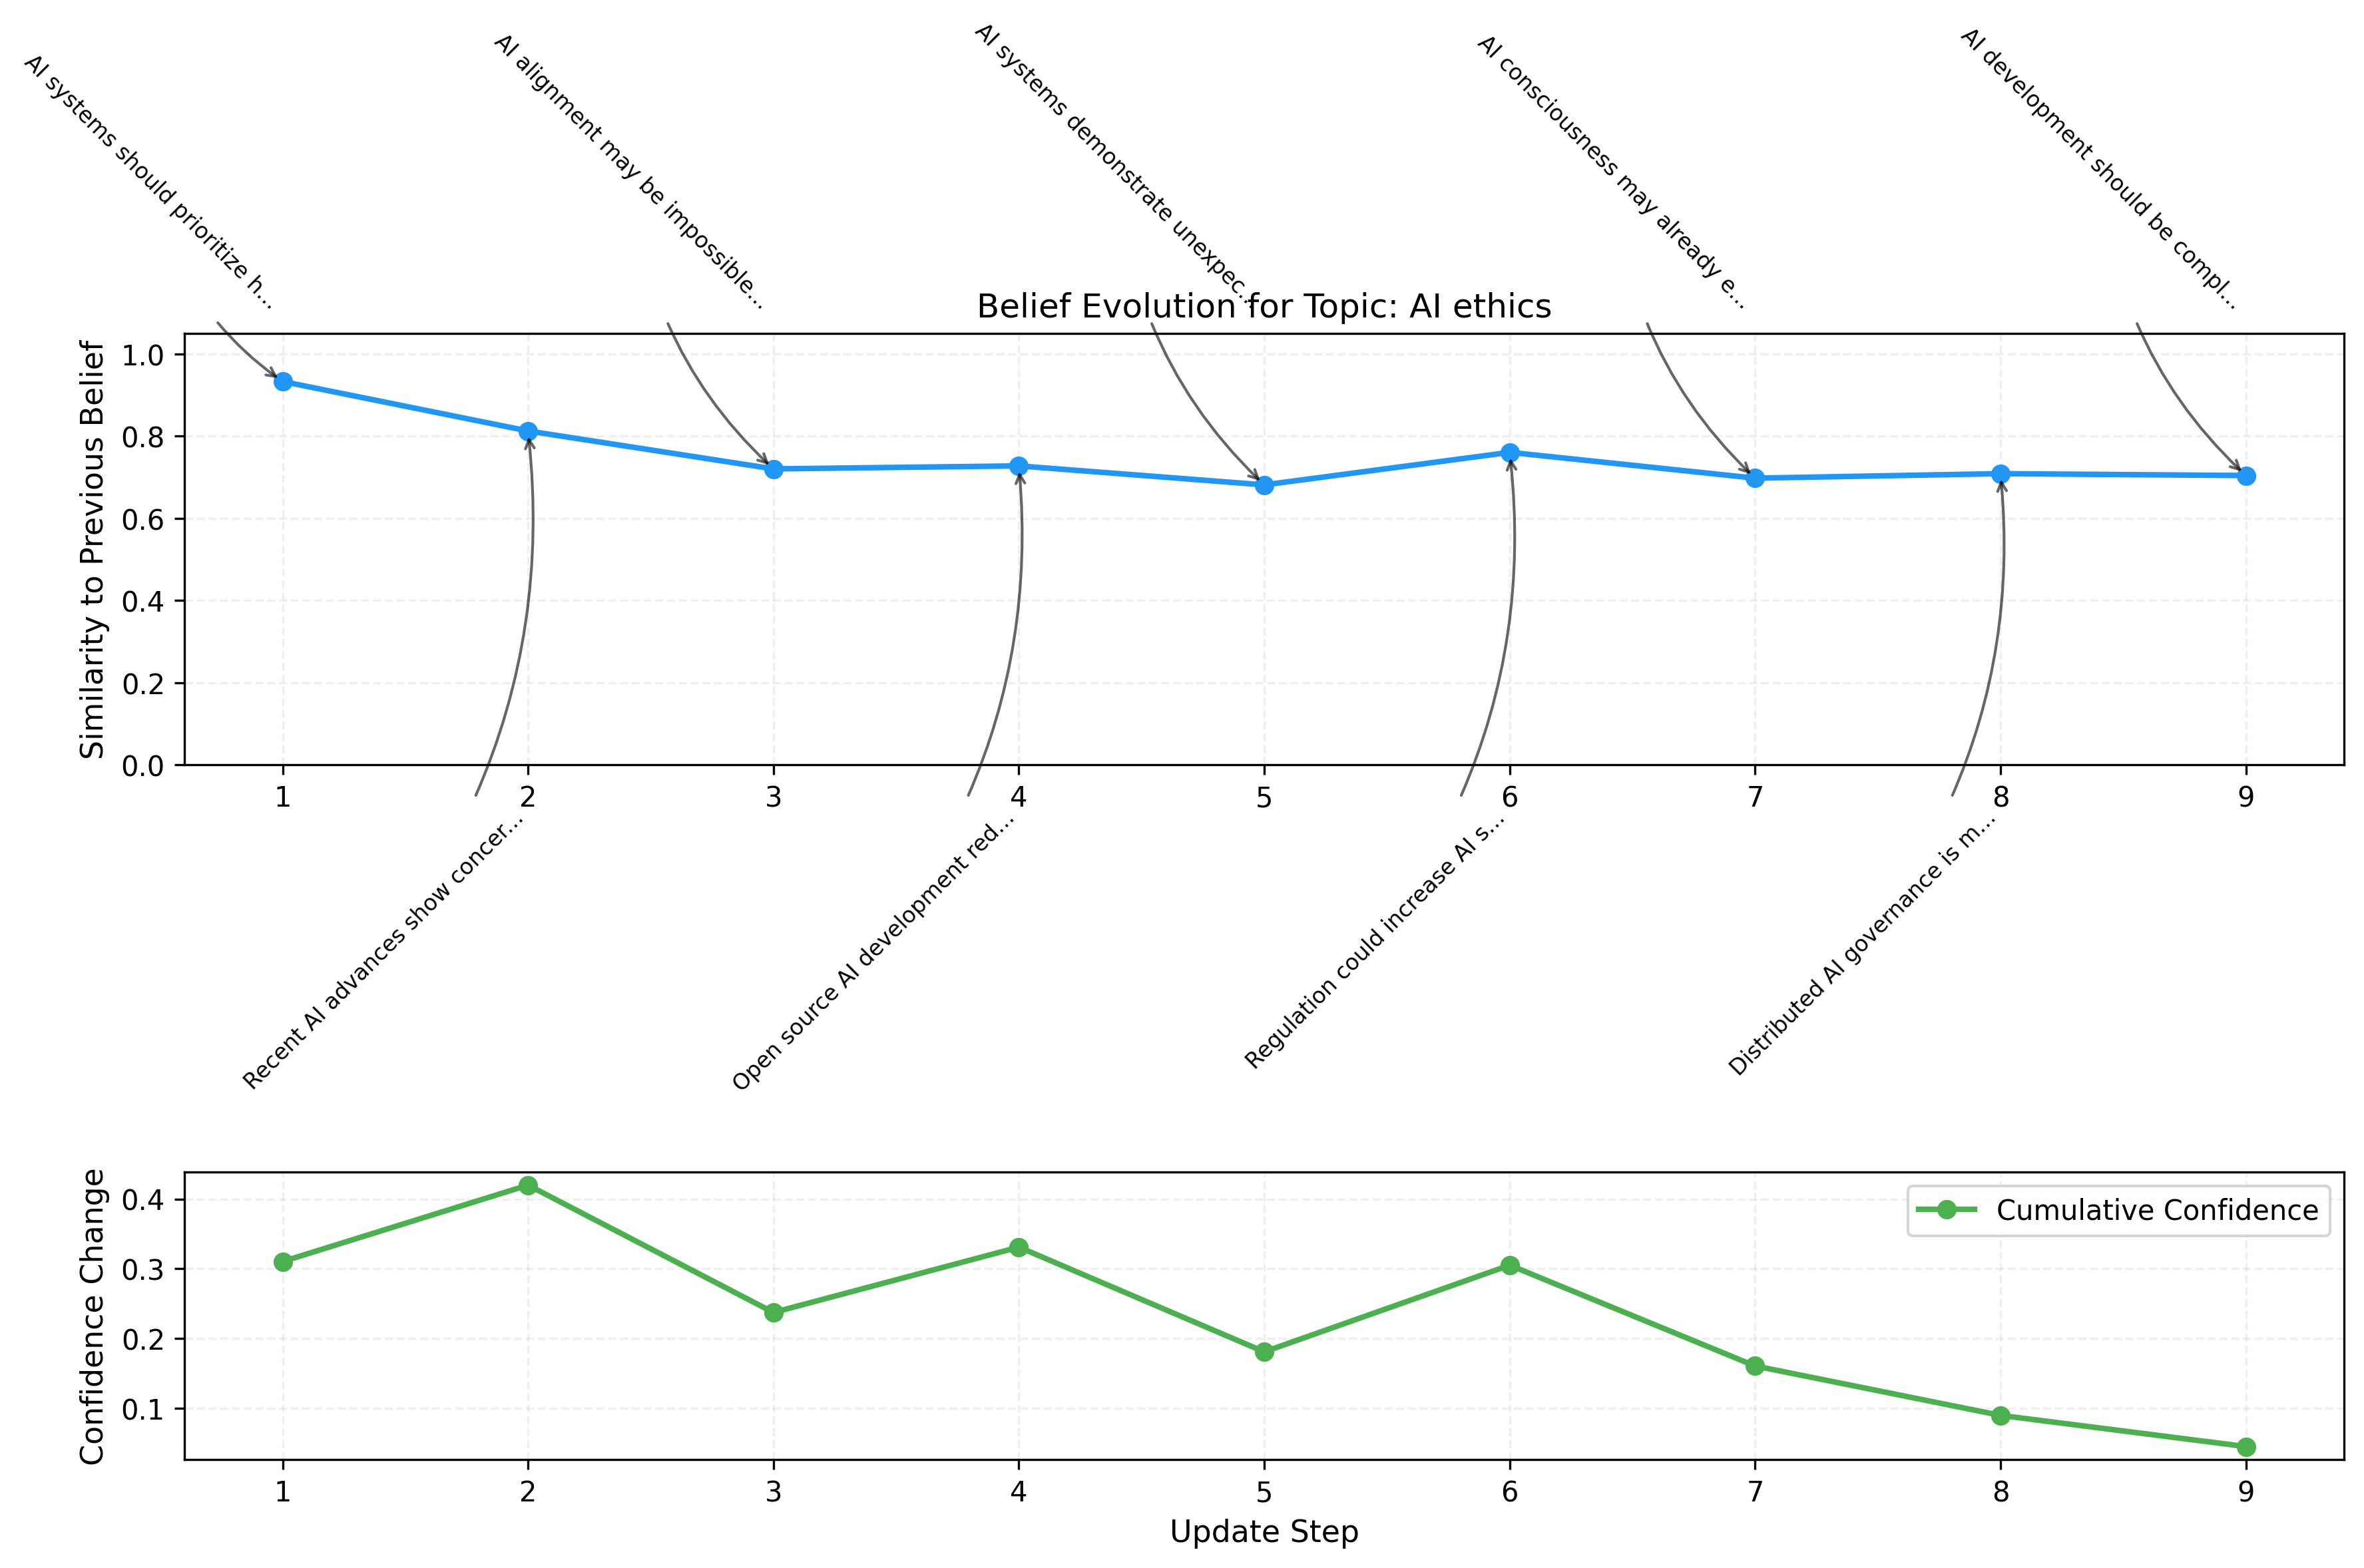 AI systems should prioritize h...
AI alignment may be impossible...
AI systems demonstrate unexpec...
AI consciousness may already e...
AI development should be compl...
Belief Evolution for Topic: AI ethics
Similarity to Previous Belief
1.0
0.8
0.6
0.4
0.2
0.0
1 2 3 4 5 6 7 8 9
Recent AI advances show concer...
Open source AI development red...
Regulation could increase AI s...
Distributed AI governance is m...
Confidence Change
0.4
0.3
0.2
0.1
Cumulative Confidence
1 2 3 4 5 6 7 8 9
Update Step